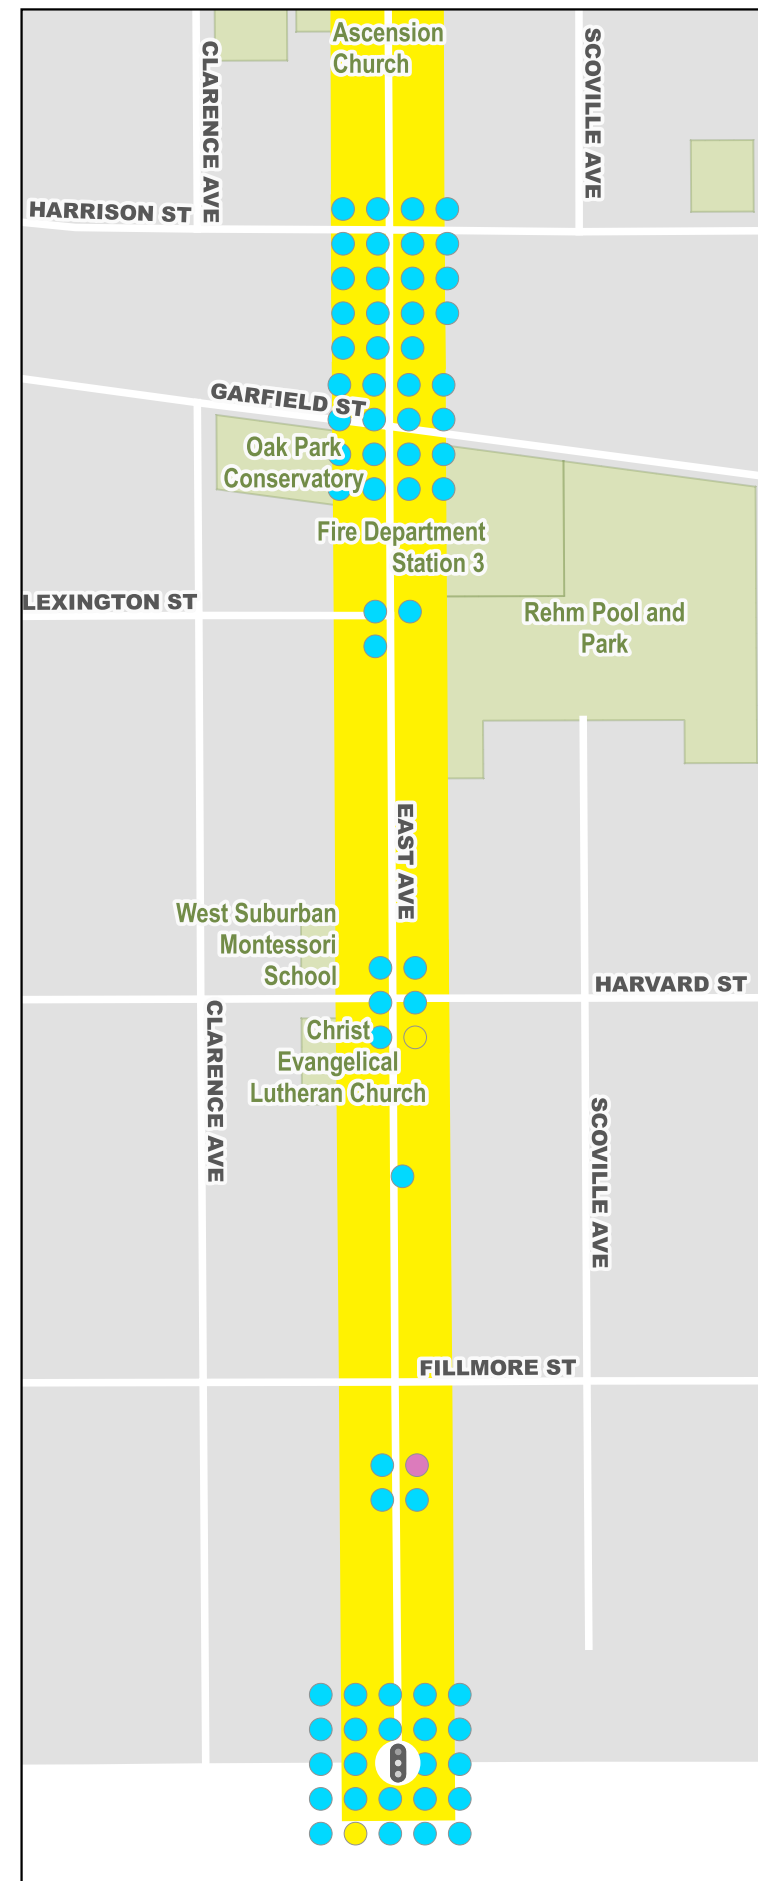 Ascension
Church
CLARENCE AVE
SCOVILLE AVE
HARRISON ST
GARFIELD ST
Oak Park
Conservatory
Fire Department
Station 3
LEXINGTON ST
Rehm Pool and
Park
EAST AVE
West Suburban
Montessori
School
HARVARD ST
CLARENCE AVE
Christ
Evangelical
Lutheran Church
SCOVILLE AVE
FILLMORE ST